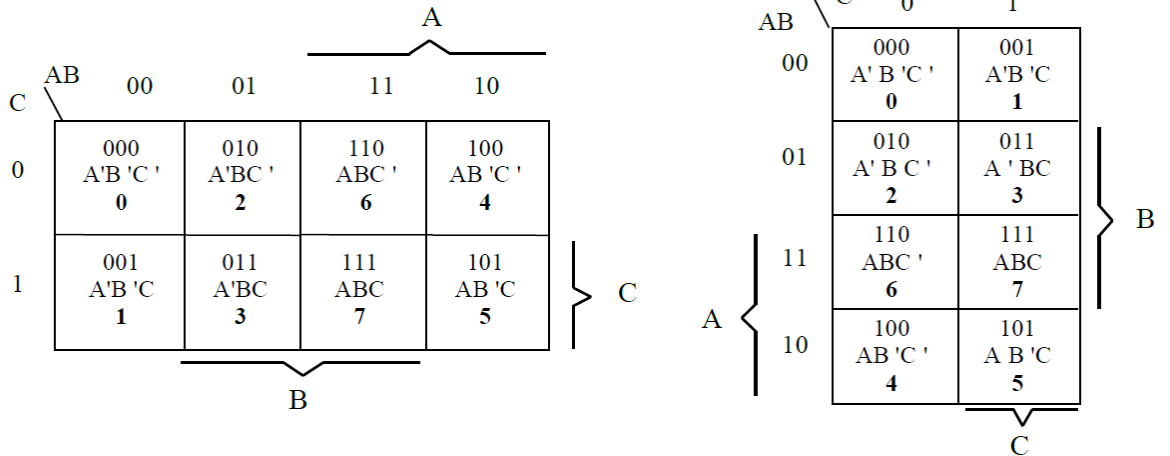 A
AB
C
00 01 11 10
0
000 010 110 100
A'B 'C ' A'BC ' ABC ' AB 'C '
0 2 6 4
1
001 011 111 101
A'B 'C A'BC ABC AB 'C
1 3 7 5
C
B
AB
C
0 1
00
000 001
A' B 'C ' A'B 'C
0 1
01
010 011
A' B C ' A ' BC
2 3
B
11
110 111
ABC ' ABC
6 7
A
10
100 101
AB 'C ' A B 'C
4 5
C